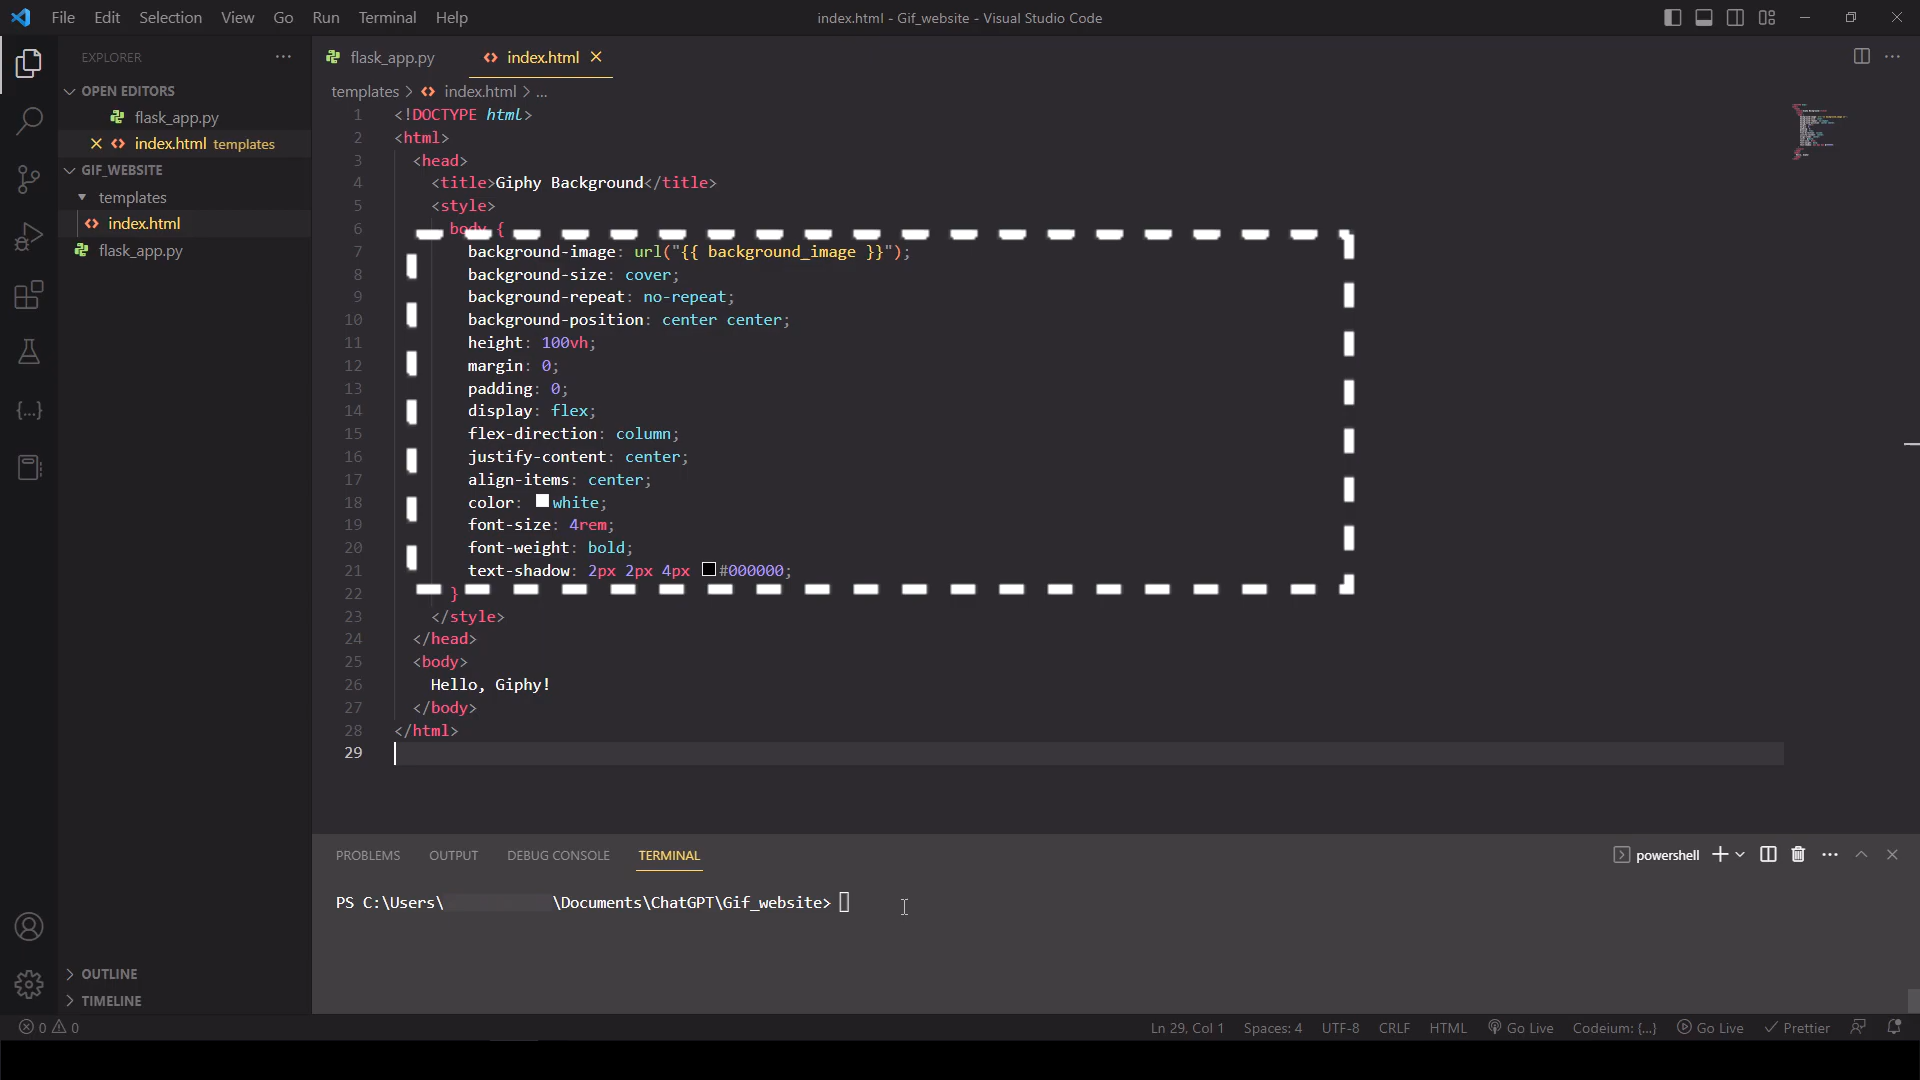 File Edit Selection View Go Run Terminal Help
index.html - Gif_website - Visual Studio Code
EXPLORER
OPEN EDITORS
flask_app.py
index.html templates
GIF_WEBSITE
templates
index.html
flask_app.py
OUTLINE
TIMELINE
flask_app.py
index.html
templates > index.html > ...
1 <!DOCTYPE html>
2 <html>
3 <head>
4 <title>Giphy Background</title>
5 <style>
6 body {
7 background-image: url("{{ background_image }}");
8 background-size: cover;
9 background-repeat: no-repeat;
10 background-position: center center;
11 height: 100vh;
12 margin: 0;
13 padding: 0;
14 display: flex;
15 flex-direction: column;
16 justify-content: center;
17 align-items: center;
18 color: white;
19 font-size: 4rem;
20 font-weight: bold;
21 text-shadow: 2px 2px 4px #000000;
22 }
23 </style>
24 </head>
25 <body>
26 Hello, Giphy!
27 </body>
28 </html>
29
PROBLEMS OUTPUT DEBUG CONSOLE TERMINAL
powershell
PS C:\Users\ \Documents\ChatGPT\Gif_website>
0 0
Ln 29, Col 1 Spaces: 4 UTF-8 CRLF HTML Go Live Codeium: {...} Go Live Prettier